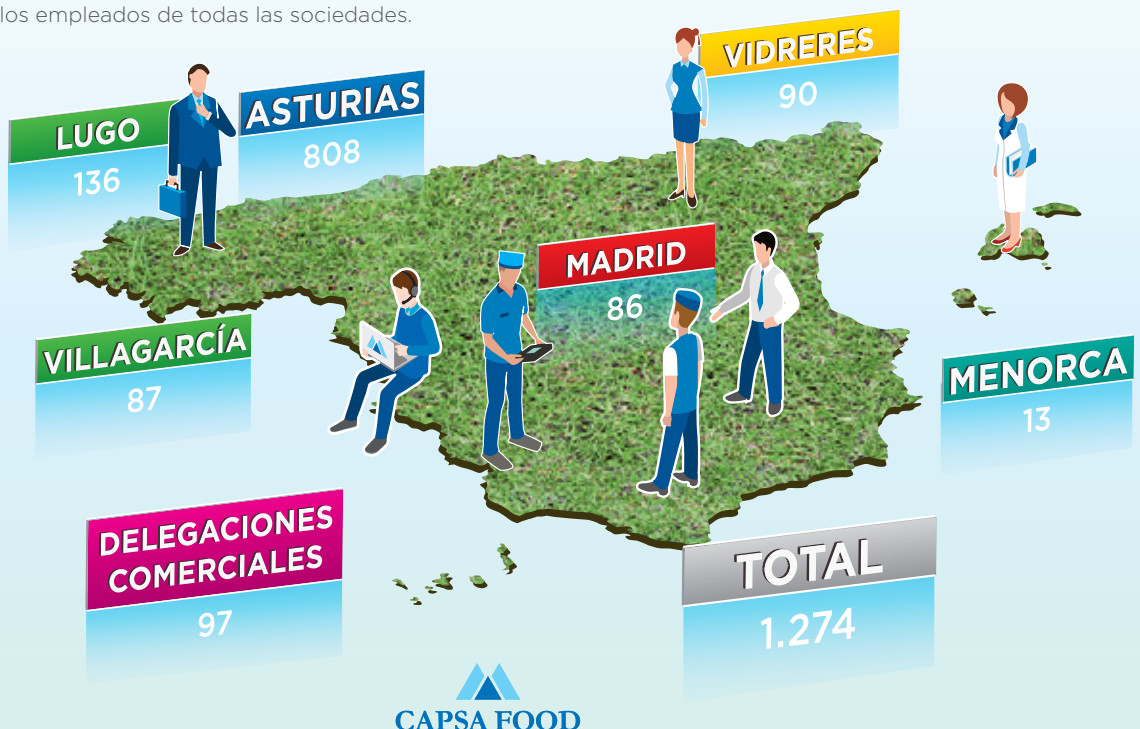 los empleados de todas las sociedades.
VIDRERES
90
ASTURIAS
808
LUGO
136
MADRID
86
VILLAGARCÍA
87
MENORCA
13
DELEGACIONES
COMERCIALES
97
TOTAL
1.274
CAPSA FOOD